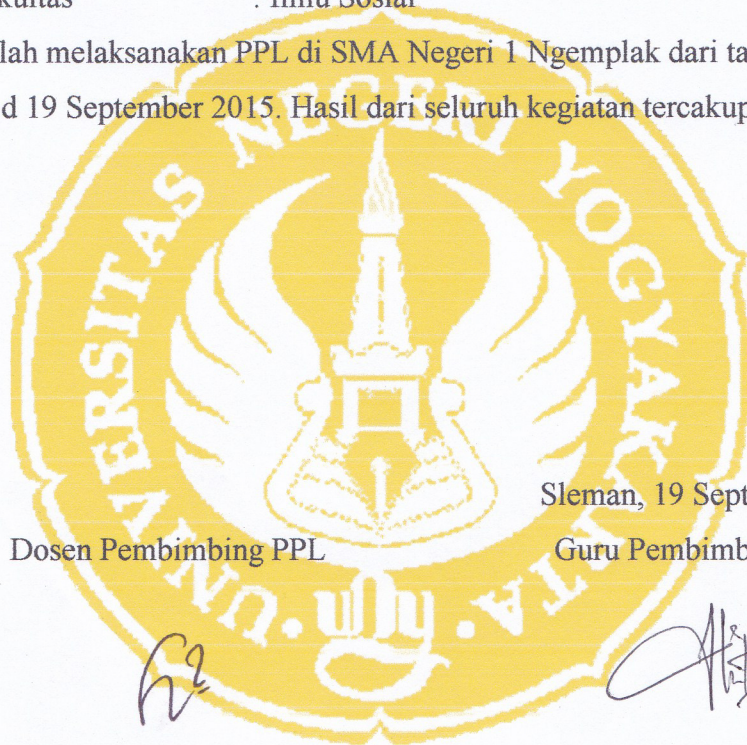 kultas : Ilmu Sosial
lah melaksanakan PPL di SMA Negeri 1 Ngemplak dari ta
d 19 September 2015. Hasil dari seluruh kegiatan tercakup
UNIVERSITAS NEGERI YOGYAKARTA
uny
Sleman, 19 Sept
Dosen Pembimbing PPL Guru Pembimb